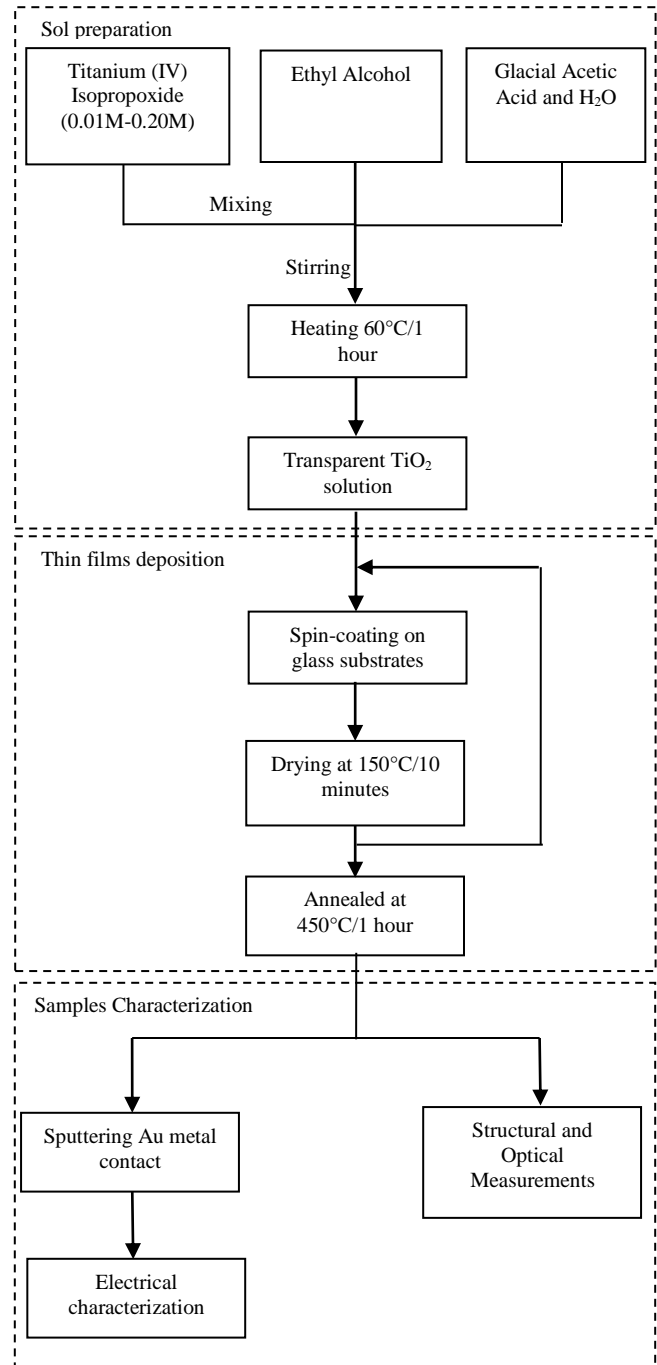 Sol preparation
Titanium (IV)
Isopropoxide
(0.01M-0.20M)
Ethyl Alcohol
Glacial Acetic
Acid and H₂O
Mixing
Stirring
Heating 60°C/1
hour
Transparent TiO₂
solution
Thin films deposition
Spin-coating on
glass substrates
Drying at 150°C/10
minutes
Annealed at
450°C/1 hour
Samples Characterization
Sputtering Au metal
contact
Structural and
Optical
Measurements
Electrical
characterization